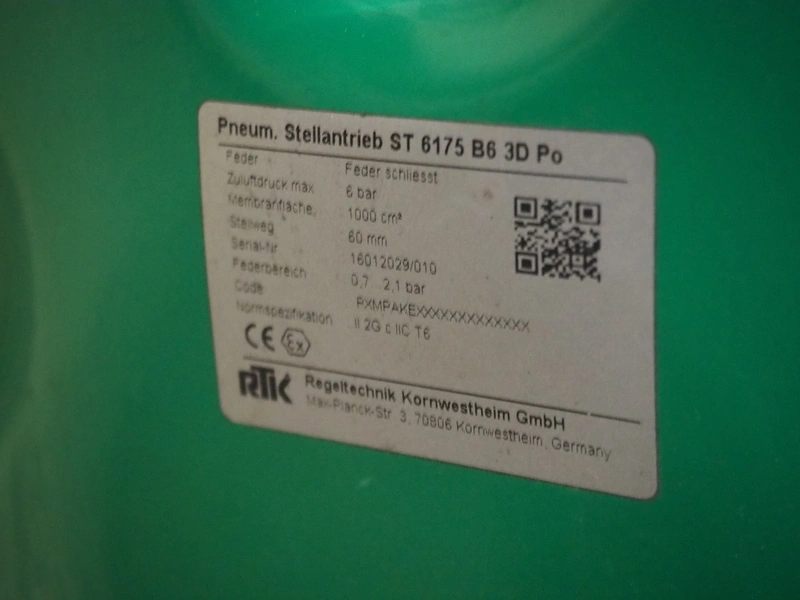 Pneum. Stellantrieb ST 6175 B6 3D Po
Feder Feder schliesst
Zuluftdruck max 6 bar
Membranfläche, 1000 cm²
Stellweg 60 mm
Serial-Nr 16012029/010
Federbereich 0,7 ..2,1 bar
Code PXMPAKEXXXXXXXXXXXXX
Normspezifikation II 2G c IIC T6
CE Ex
RTK Regeltechnik Kornwestheim GmbH
Max-Planck-Str. 3, 70806 Kornwestheim, Germany